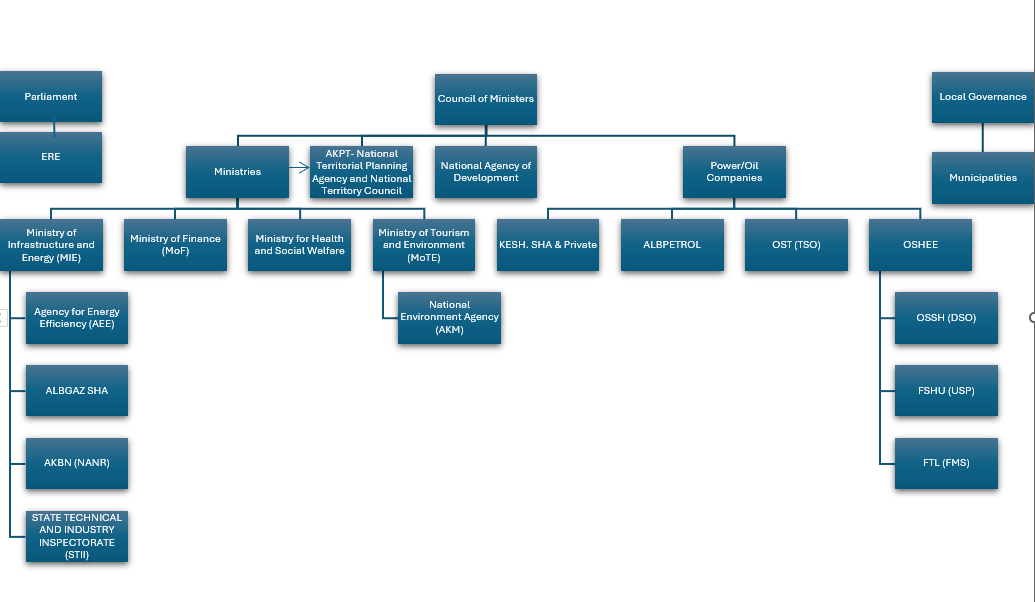 Parliament
Council of Ministers
Local Governance
ERE
Ministries
AKPT- National
Territorial Planning
Agency and National
Territory Council
National Agency of
Development
Power/Oil
Companies
Municipalities
Ministry of
Infrastructure and
Energy (MIE)
Ministry of Finance
(MoF)
Ministry for Health
and Social Welfare
Ministry of Tourism
and Environment
(MoTE)
KESH. SHA & Private
ALBPETROL
OST (TSO)
OSHEE
Agency for Energy
Efficiency (AEE)
National
Environment Agency
(AKM)
OSSH (DSO)
ALBGAZ SHA
FSHU (USP)
AKBN (NANR)
FTL (FMS)
STATE TECHNICAL
AND INDUSTRY
INSPECTORATE
(STII)